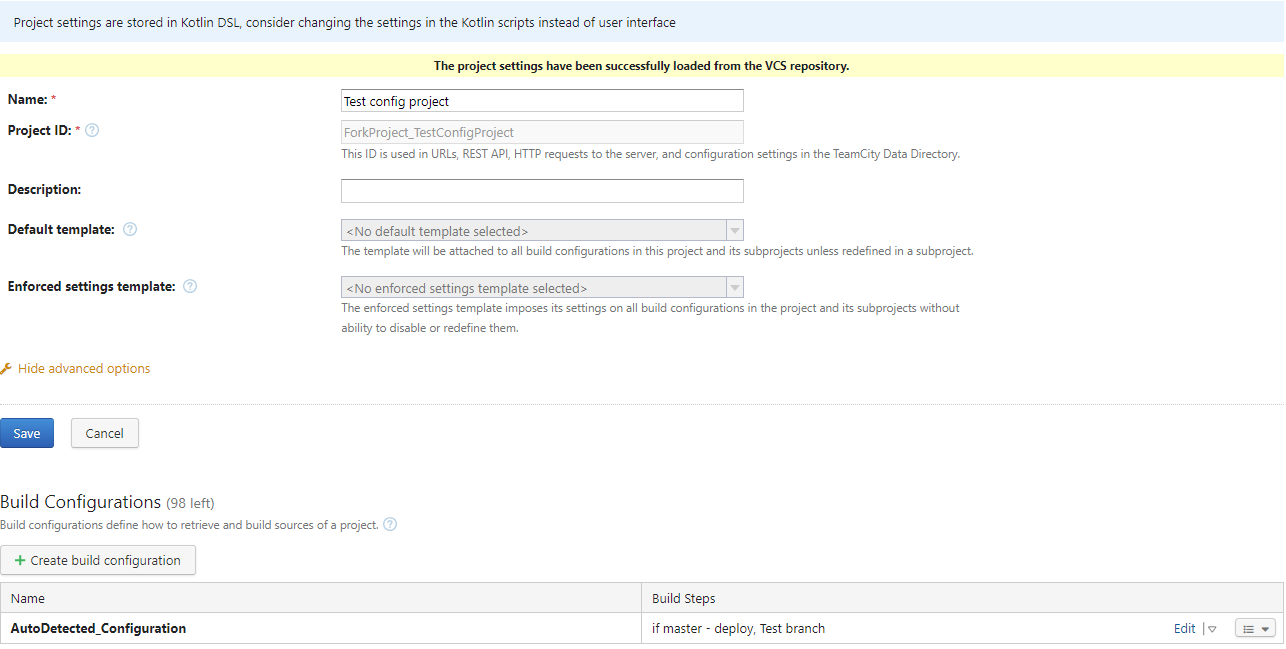 Project settings are stored in Kotlin DSL, consider changing the settings in the Kotlin scripts instead of user interface
The project settings have been successfully loaded from the VCS repository.
Name: * Test config project
Project ID: * ? ForkProject_TestConfigProject
This ID is used in URLs, REST API, HTTP requests to the server, and configuration settings in the TeamCity Data Directory.
Description:
Default template: ? <No default template selected>
The template will be attached to all build configurations in this project and its subprojects unless redefined in a subproject.
Enforced settings template: ? <No enforced settings template selected>
The enforced settings template imposes its settings on all build configurations in the project and its subprojects without
ability to disable or redefine them.
Hide advanced options
Save Cancel
Build Configurations (98 left)
Build configurations define how to retrieve and build sources of a project. ?
+ Create build configuration
Name Build Steps
AutoDetected_Configuration if master - deploy, Test branch Edit